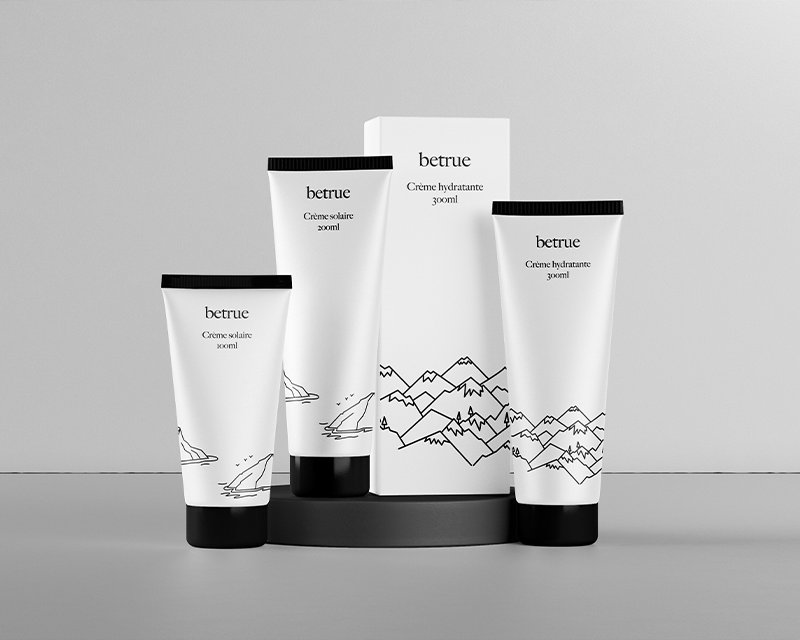 betrue
Crème solaire
100ml
betrue
Crème solaire
200ml
betrue
Crème hydratante
300ml
betrue
Crème hydratante
300ml